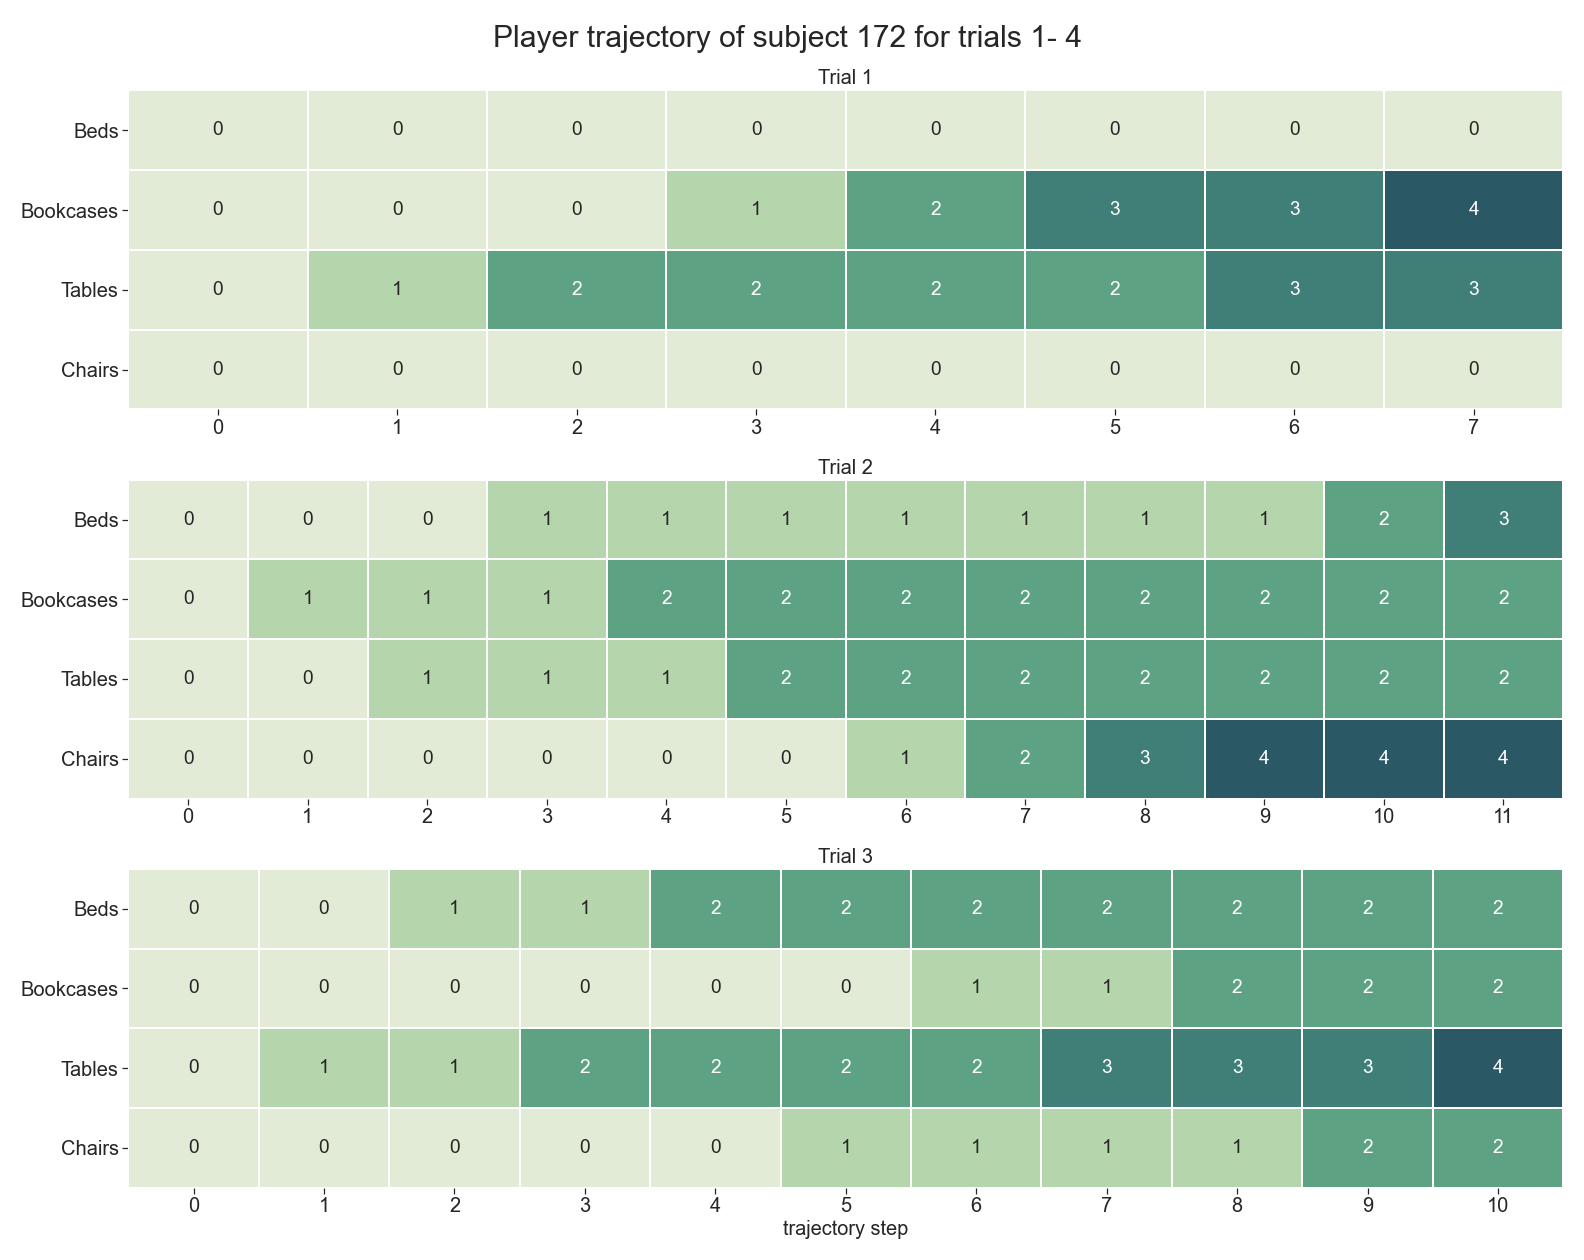 Player trajectory of subject 172 for trials 1- 4
Trial 1
Beds 0 0 0 0 0 0 0 0
Bookcases 0 0 0 1 2 3 3 4
Tables 0 1 2 2 2 2 3 3
Chairs 0 0 0 0 0 0 0 0
0 1 2 3 4 5 6 7
Trial 2
Beds 0 0 0 1 1 1 1 1 1 1 2 3
Bookcases 0 1 1 1 2 2 2 2 2 2 2 2
Tables 0 0 1 1 1 2 2 2 2 2 2 2
Chairs 0 0 0 0 0 0 1 2 3 4 4 4
0 1 2 3 4 5 6 7 8 9 10 11
Trial 3
Beds 0 0 1 1 2 2 2 2 2 2 2
Bookcases 0 0 0 0 0 0 1 1 2 2 2
Tables 0 1 1 2 2 2 2 3 3 3 4
Chairs 0 0 0 0 0 1 1 1 1 2 2
0 1 2 3 4 5 6 7 8 9 10
trajectory step